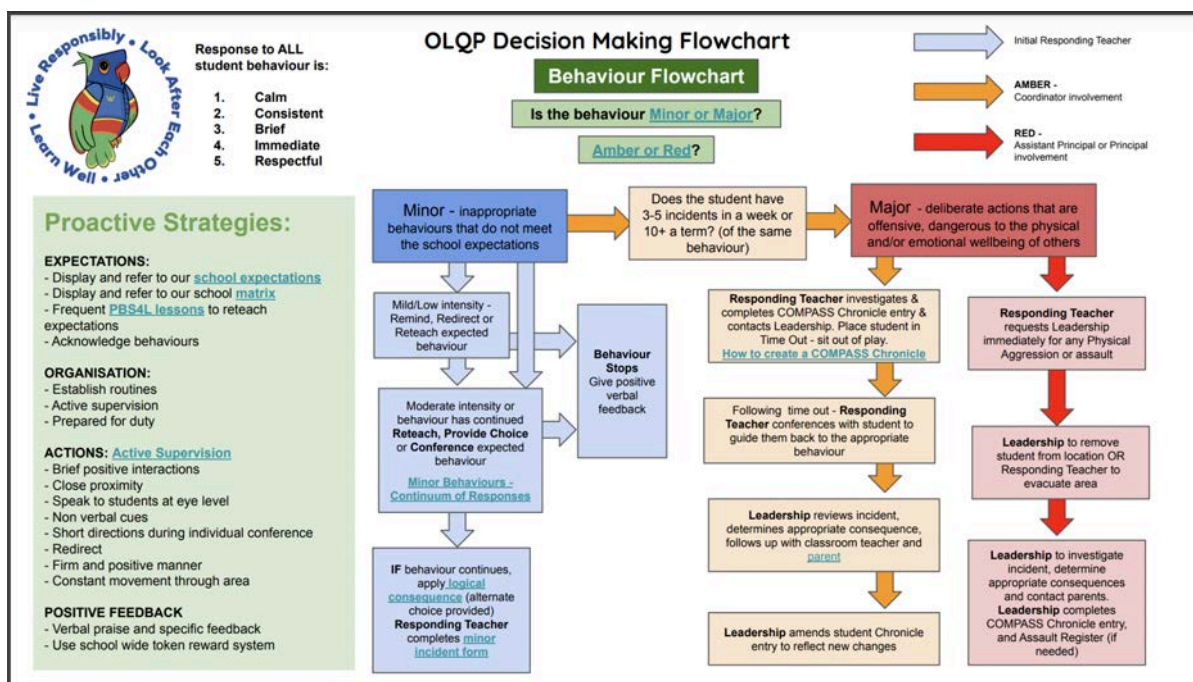 Live Responsibly • Look After Each Other • Learn Well •
Response to ALL
student behaviour is:
1. Calm
2. Consistent
3. Brief
4. Immediate
5. Respectful
OLQP Decision Making Flowchart
Behaviour Flowchart
Is the behaviour Minor or Major?
Amber or Red?
Initial Responding Teacher
AMBER -
Coordinator involvement
RED -
Assistant Principal or Principal
involvement
Proactive Strategies:
EXPECTATIONS:
- Display and refer to our school expectations
- Display and refer to our school matrix
- Frequent PBS4L lessons to reteach
expectations
- Acknowledge behaviours
ORGANISATION:
- Establish routines
- Active supervision
- Prepared for duty
ACTIONS: Active Supervision
- Brief positive interactions
- Close proximity
- Speak to students at eye level
- Non verbal cues
- Short directions during individual conference
- Redirect
- Firm and positive manner
- Constant movement through area
POSITIVE FEEDBACK
- Verbal praise and specific feedback
- Use school wide token reward system
Minor - inappropriate
behaviours that do not meet
the school expectations
Mild/Low intensity -
Remind, Redirect or
Reteach expected
behaviour
Moderate intensity or
behaviour has continued
Reteach, Provide Choice
or Conference expected
behaviour
Minor Behaviours -
Continuum of Responses
IF behaviour continues,
apply logical
consequence (alternate
choice provided)
Responding Teacher
completes minor
incident form
Behaviour
Stops
Give positive
verbal
feedback
Does the student have
3-5 incidents in a week or
10+ a term? (of the same
behaviour)
Major - deliberate actions that are
offensive, dangerous to the physical
and/or emotional wellbeing of others
Responding Teacher investigates &
completes COMPASS Chronicle entry &
contacts Leadership. Place student in
Time Out - sit out of play.
How to create a COMPASS Chronicle
Following time out - Responding
Teacher conferences with student to
guide them back to the appropriate
behaviour
Leadership reviews incident,
determines appropriate consequence,
follows up with classroom teacher and
parent
Leadership amends student Chronicle
entry to reflect new changes
Responding Teacher
requests Leadership
immediately for any Physical
Aggression or assault
Leadership to remove
student from location OR
Responding Teacher to
evacuate area
Leadership to investigate
incident, determine
appropriate consequences
and contact parents.
Leadership completes
COMPASS Chronicle entry,
and Assault Register (if
needed)